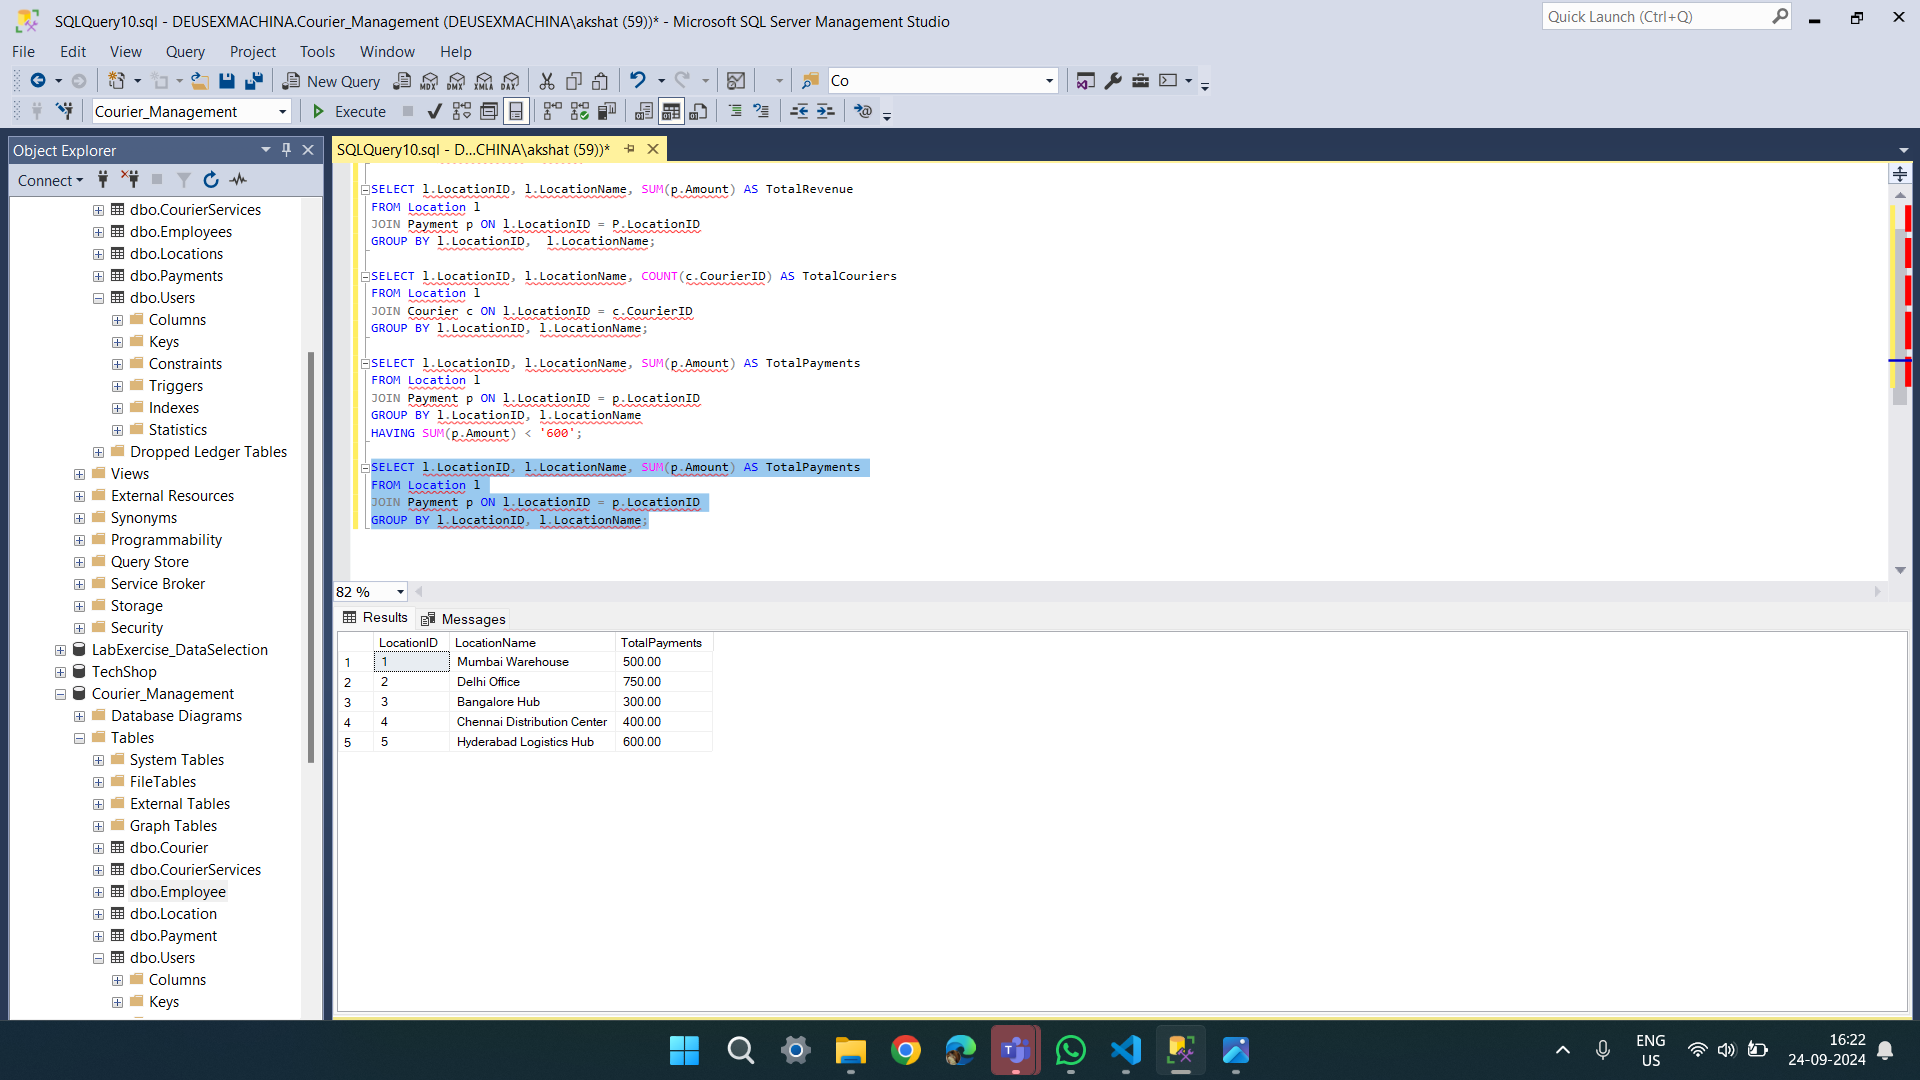 SQLQuery10.sql - DEUSEXMACHINA.Courier_Management (DEUSEXMACHINA\akshat (59))* - Microsoft SQL Server Management Studio
Quick Launch (Ctrl+Q)
File Edit View Query Project Tools Window Help
New Query
MDX DMX XMLA DAX
Co
Courier_Management
Execute
Object Explorer
Connect
dbo.CourierServices
dbo.Employees
dbo.Locations
dbo.Payments
dbo.Users
Columns
Keys
Constraints
Triggers
Indexes
Statistics
Dropped Ledger Tables
Views
External Resources
Synonyms
Programmability
Query Store
Service Broker
Storage
Security
LabExercise_DataSelection
TechShop
Courier_Management
Database Diagrams
Tables
System Tables
FileTables
External Tables
Graph Tables
dbo.Courier
dbo.CourierServices
dbo.Employee
dbo.Location
dbo.Payment
dbo.Users
Columns
Keys
SQLQuery10.sql - D...CHINA\akshat (59))*
SELECT l.LocationID, l.LocationName, SUM(p.Amount) AS TotalRevenue
FROM Location l
JOIN Payment p ON l.LocationID = P.LocationID
GROUP BY l.LocationID,  l.LocationName;
SELECT l.LocationID, l.LocationName, COUNT(c.CourierID) AS TotalCouriers
FROM Location l
JOIN Courier c ON l.LocationID = c.CourierID
GROUP BY l.LocationID, l.LocationName;
SELECT l.LocationID, l.LocationName, SUM(p.Amount) AS TotalPayments
FROM Location l
JOIN Payment p ON l.LocationID = p.LocationID
GROUP BY l.LocationID, l.LocationName
HAVING SUM(p.Amount) < '600';
SELECT l.LocationID, l.LocationName, SUM(p.Amount) AS TotalPayments
FROM Location l
JOIN Payment p ON l.LocationID = p.LocationID
GROUP BY l.LocationID, l.LocationName;
82 %
Results Messages
LocationID LocationName TotalPayments
1 1 Mumbai Warehouse 500.00
2 2 Delhi Office 750.00
3 3 Bangalore Hub 300.00
4 4 Chennai Distribution Center 400.00
5 5 Hyderabad Logistics Hub 600.00
ENG
US
16:22
24-09-2024